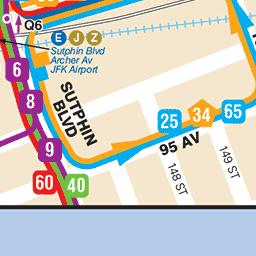 Q6
E J Z
Sutphin Blvd
Archer Av
JFK Airport
6
8
9
60
40
SUTPHIN
BLVD
25
34
65
95 AV
148 ST
149 ST